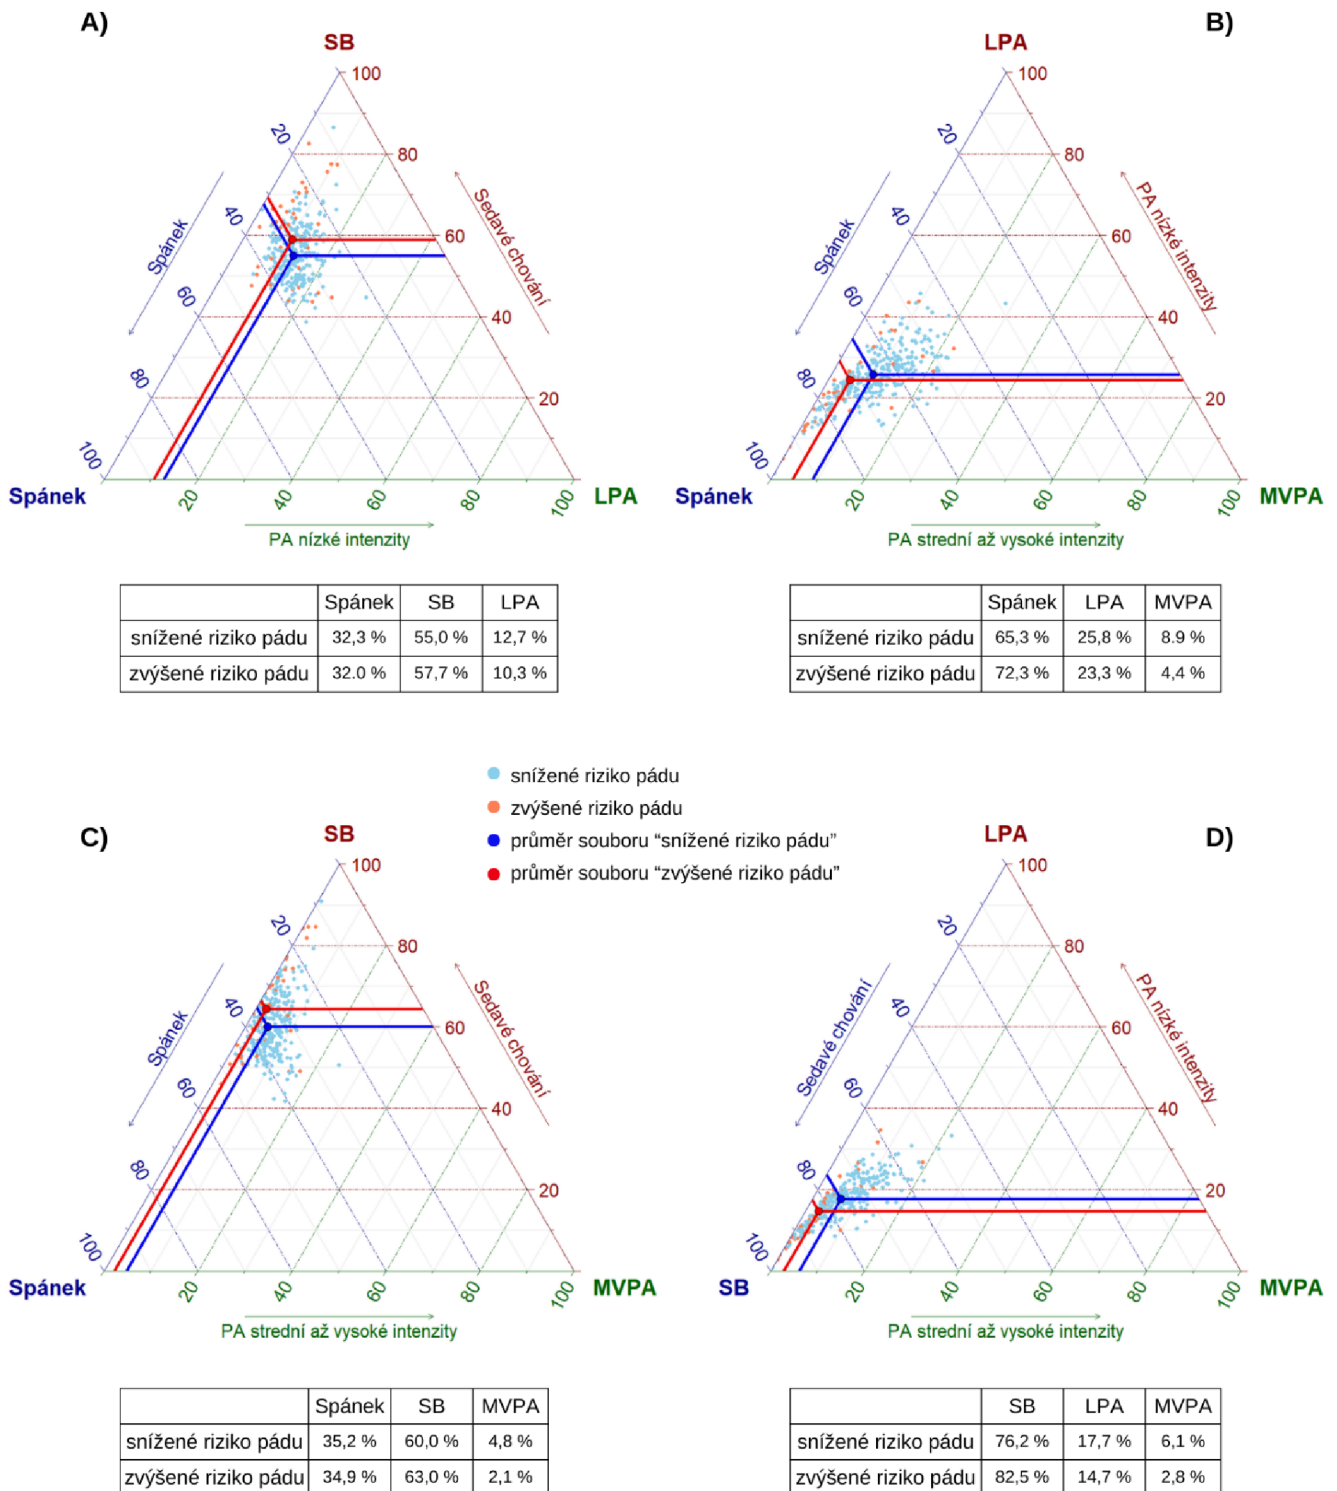 A)
SB
100
80
60
40
20
20
40
60
80
100
Spánek
Sedavé chování
Spánek
20
40
60
80
100
LPA
PA nízké intenzity
Spánek SB LPA
snížené riziko pádu 32,3 % 55,0 % 12,7 %
zvýšené riziko pádu 32.0 % 57,7 % 10,3 %
B)
LPA
100
80
60
40
20
20
40
60
80
100
Spánek
PA nízké intenzity
Spánek
20
40
60
80
100
MVPA
PA strední až vysoké intenzity
Spánek LPA MVPA
snížené riziko pádu 65,3 % 25,8 % 8.9 %
zvýšené riziko pádu 72,3 % 23,3 % 4,4 %
snížené riziko pádu
zvýšené riziko pádu
průměr souboru “snížené riziko pádu”
průměr souboru “zvýšené riziko pádu”
C)
SB
100
80
60
40
20
20
40
60
80
100
Spánek
Sedavé chování
Spánek
20
40
60
80
100
MVPA
PA strední až vysoké intenzity
Spánek SB MVPA
snížené riziko pádu 35,2 % 60,0 % 4,8 %
zvýšené riziko pádu 34,9 % 63,0 % 2,1 %
D)
LPA
100
80
60
40
20
20
40
60
80
100
Sedavé chování
PA nízké intenzity
SB
20
40
60
80
100
MVPA
PA strední až vysoké intenzity
SB LPA MVPA
snížené riziko pádu 76,2 % 17,7 % 6,1 %
zvýšené riziko pádu 82,5 % 14,7 % 2,8 %